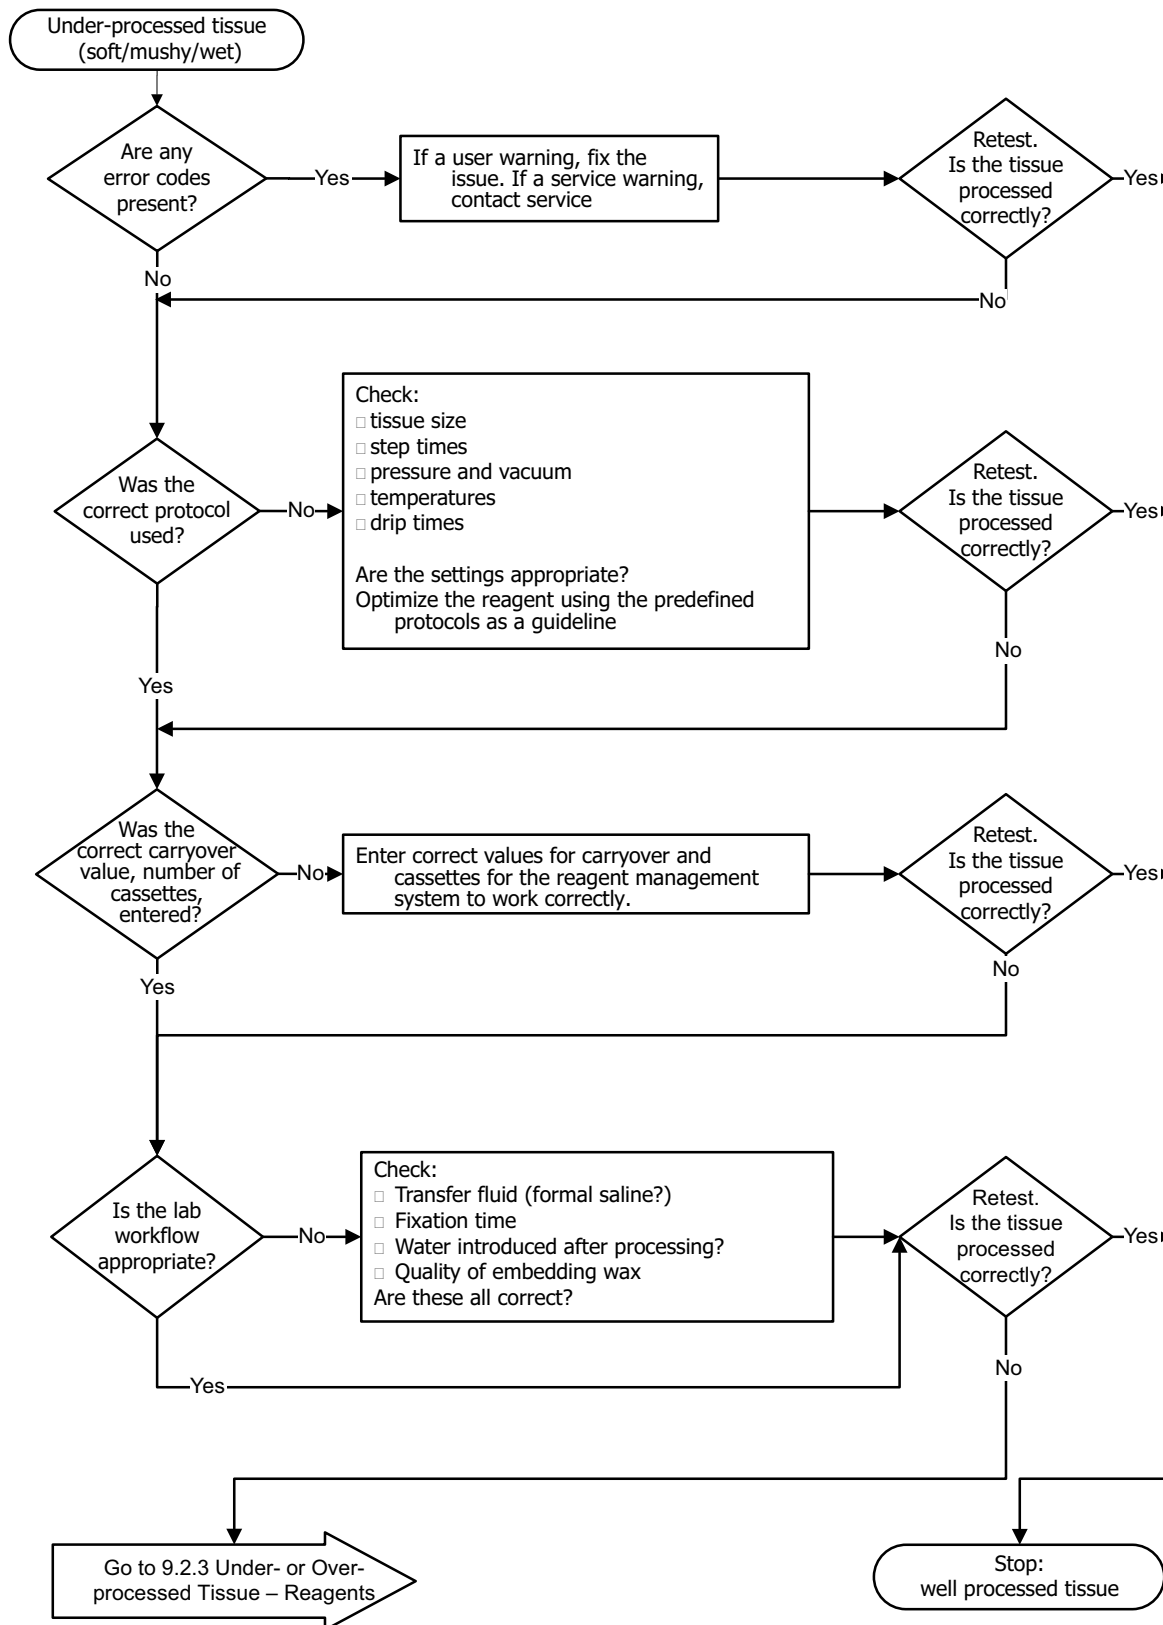 Under-processed tissue
(soft/mushy/wet)
Are any
error codes
present?
Yes
If a user warning, fix the
issue. If a service warning,
contact service
Retest.
Is the tissue
processed
correctly?
Yes
No
No
Was the
correct protocol
used?
No
Check:
□ tissue size
□ step times
□ pressure and vacuum
□ temperatures
□ drip times
Are the settings appropriate?
Optimize the reagent using the predefined
protocols as a guideline
Retest.
Is the tissue
processed
correctly?
Yes
No
Yes
Was the
correct carryover
value, number of
cassettes,
entered?
No
Enter correct values for carryover and
cassettes for the reagent management
system to work correctly.
Retest.
Is the tissue
processed
correctly?
Yes
No
Yes
Is the lab
workflow
appropriate?
No
Check:
□ Transfer fluid (formal saline?)
□ Fixation time
□ Water introduced after processing?
□ Quality of embedding wax
Are these all correct?
Retest.
Is the tissue
processed
correctly?
Yes
No
Yes
Go to 9.2.3 Under- or Over-
processed Tissue – Reagents
Stop:
well processed tissue